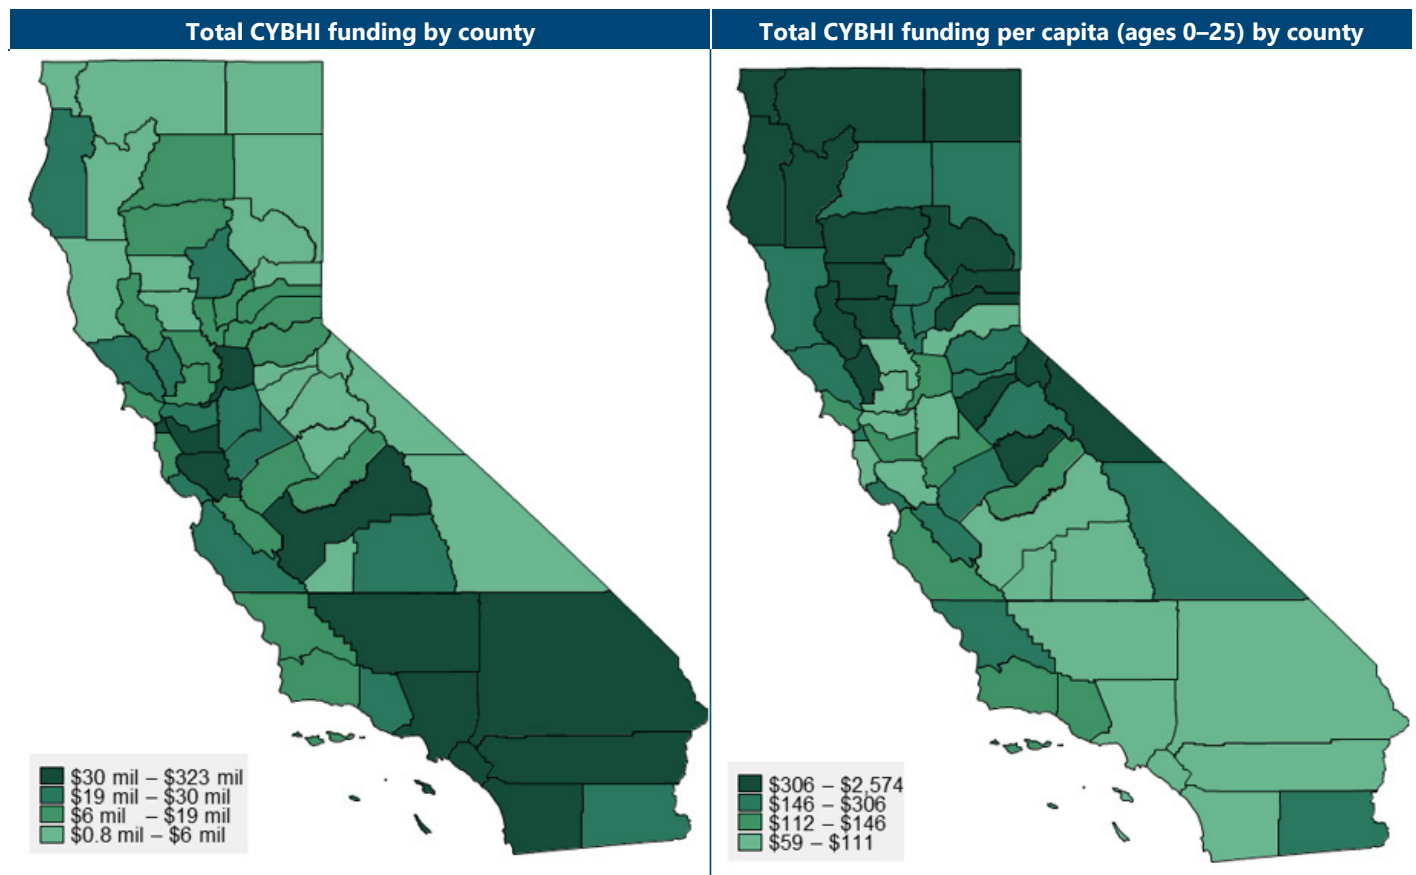 Total CYBHI funding by county
Total CYBHI funding per capita (ages 0–25) by county
$30 mil – $323 mil
$19 mil – $30 mil
$6 mil – $19 mil
$0.8 mil – $6 mil
$306 – $2,574
$146 – $306
$112 – $146
$59 – $111